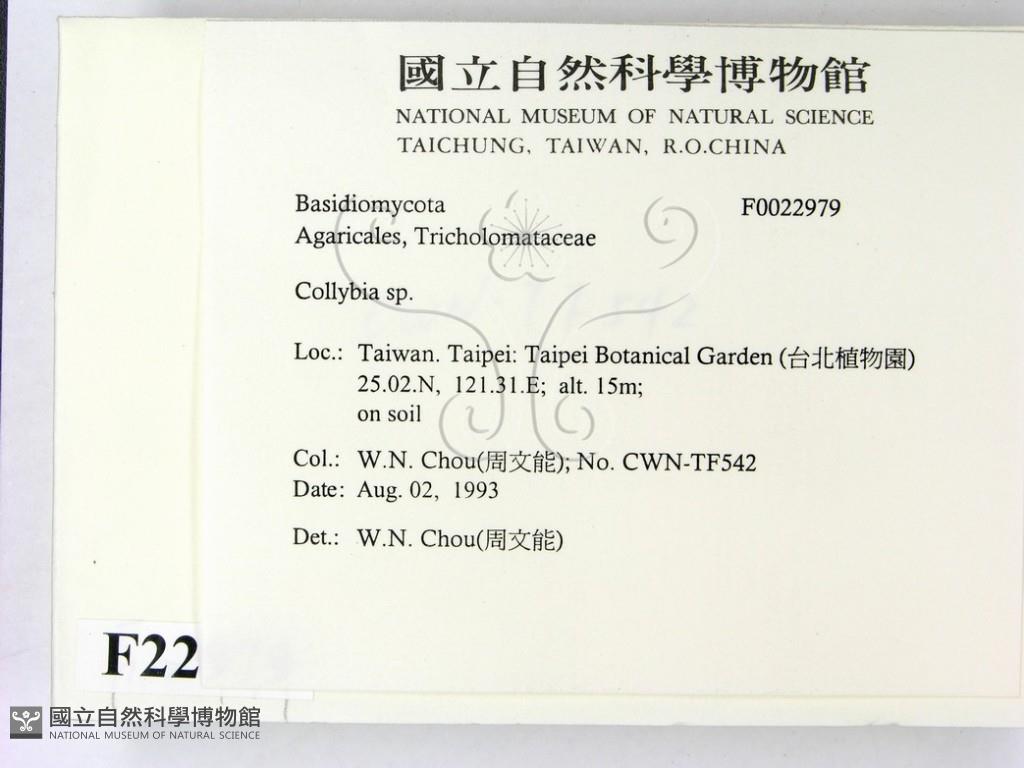 國立自然科學博物館
NATIONAL MUSEUM OF NATURAL SCIENCE
TAICHUNG, TAIWAN, R.O.CHINA
Basidiomycota F0022979
Agaricales, Tricholomataceae
Collybia sp.
Loc.: Taiwan. Taipei: Taipei Botanical Garden (台北植物園)
25.02.N, 121.31.E; alt. 15m;
on soil
Col.: W.N. Chou(周文能); No. CWN-TF542
Date: Aug. 02, 1993
Det.: W.N. Chou(周文能)
F22
國立自然科學博物館
NATIONAL MUSEUM OF NATURAL SCIENCE